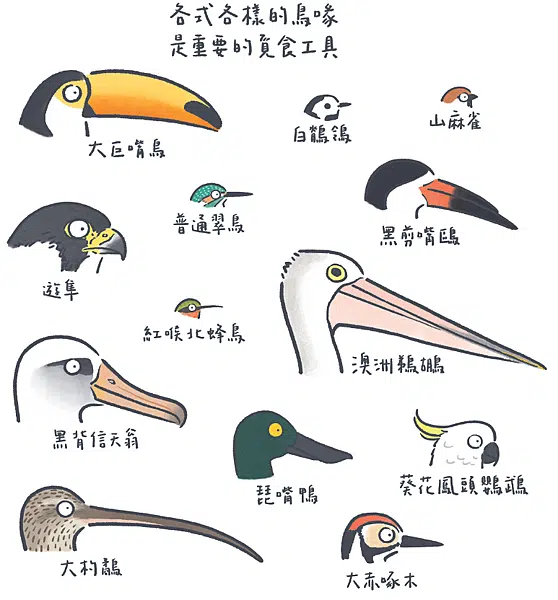 各式各樣的鳥喙
是重要的覓食工具
大巨嘴鳥
白鶺鴒
山麻雀
普通翠鳥
黑剪嘴鷗
遊隼
紅喉北蜂鳥
澳洲鵜鶘
黑背信天翁
琵嘴鴨
葵花鳳頭鸚鵡
大杓鷸
大赤啄木